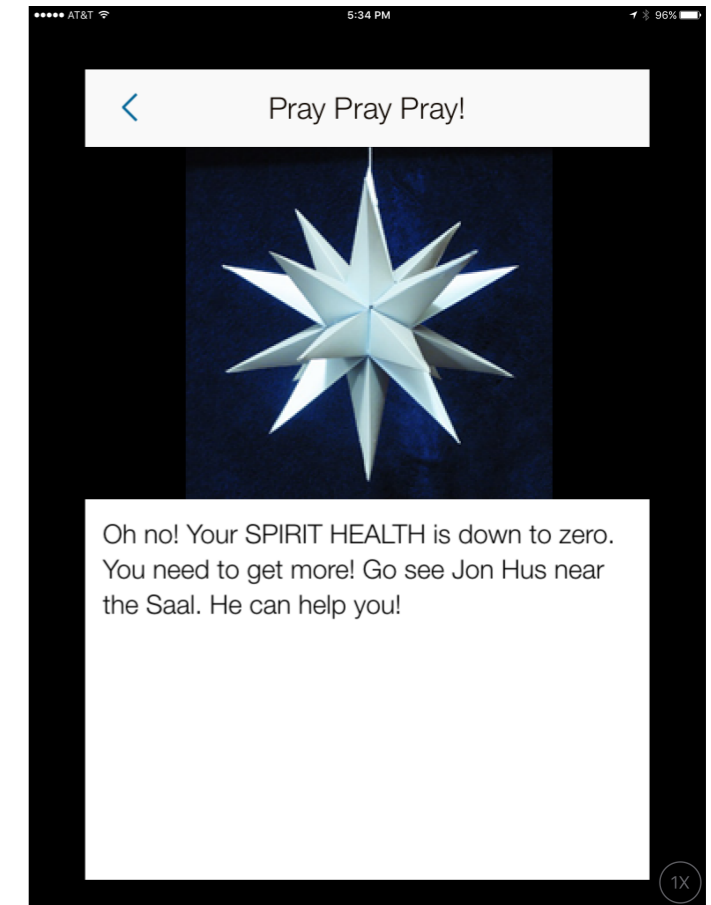 ●●●●● AT&T 5:34 PM 96%
Pray Pray Pray!
Oh no! Your SPIRIT HEALTH is down to zero.
You need to get more! Go see Jon Hus near
the Saal. He can help you!
1X